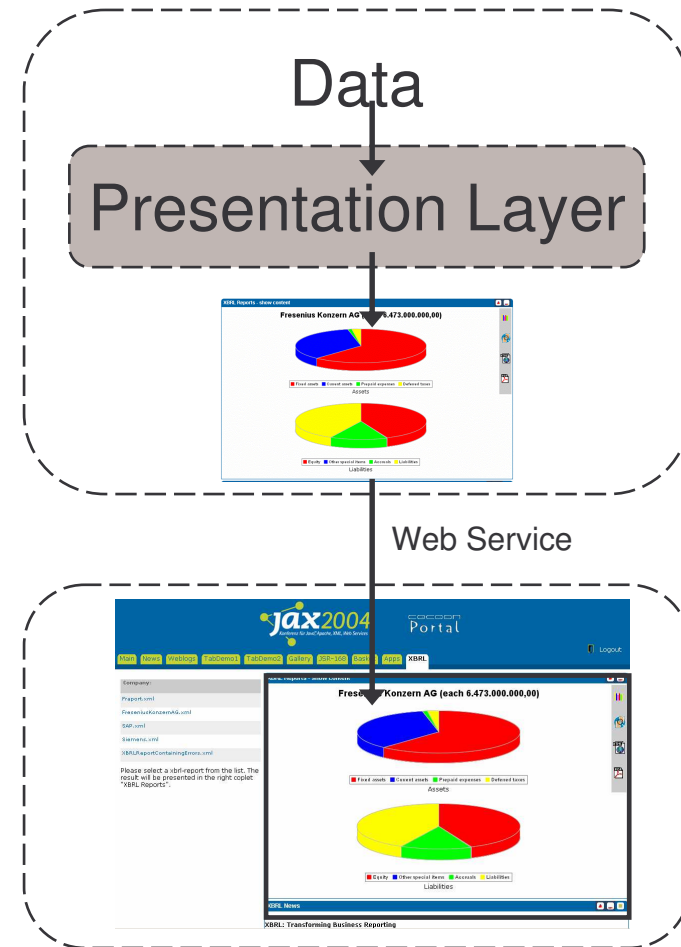 Data
Presentation Layer
XBRL Reports - show content
Fresenius Konzern AG 6.473.000.000,00)
Fixed assets Current assets Prepaid expenses Deferred taxes
Assets
Equity Other special items Accruals Liabilities
Liabilities
Web Service
jax2004
Konferenz für Java, Apache, XML, Web Services
cocoon
Portal
Logout
Main News Weblogs TabDemo1 TabDemo2 Gallery JSR-168 Apps XBRL
XBRL Reports - show content
Company:
Fraport.xml
FreseniusKonzernAG.xml
SAP.xml
Siemens.xml
XBRLReportContainingErrors.xml
Please select a xbrl-report from the list. The
result will be presented in the right coplet
"XBRL Reports".
Konzern AG (each 6.473.000.000,00)
Fixed assets Current assets Prepaid expenses Deferred taxes
Assets
Equity Other special items Accruals Liabilities
Liabilities
XBRL News
XBRL: Transforming Business Reporting